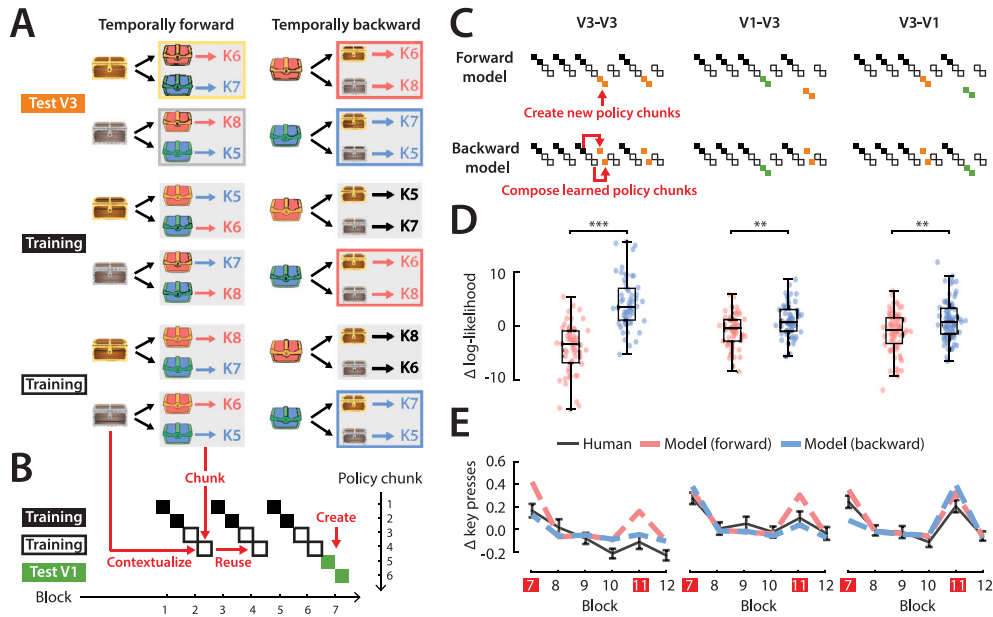 A
Temporally forward
Temporally backward
Test V3
K6
K7
K8
K5
K6
K8
K7
K5
Training
K5
K6
K7
K8
K5
K7
K6
K8
Training
K8
K7
K6
K5
K8
K6
K7
K5
B
Training
Training
Test V1
Chunk
Contextualize
Reuse
Create
Policy chunk
1
2
3
4
5
6
Block
1 2 3 4 5 6 7
C
V3-V3
V1-V3
V3-V1
Forward
model
Create new policy chunks
Backward
model
Compose learned policy chunks
D
*** ** **
Δ log-likelihood
10
0
-10
E
Human
Model (forward)
Model (backward)
Δ key presses
0.6
0.4
0.2
0.0
-0.2
7 8 9 10 11 12
7 8 9 10 11 12
7 8 9 10 11 12
Block
Block
Block